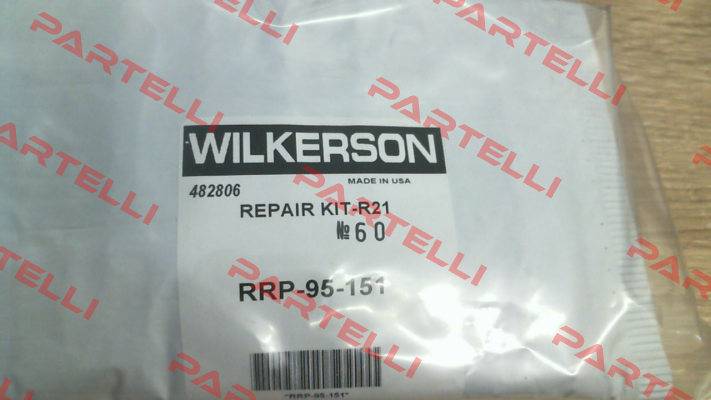 WILKERSON
MADE IN USA
482806
REPAIR KIT-R21
№60
RRP-95-151
"RRP-95-151"
PARTELLI
PARTELLI
PARTELLI
PARTELLI
PARTELLI
PARTELLI
PARTELLI
PARTELLI
PARTELLI